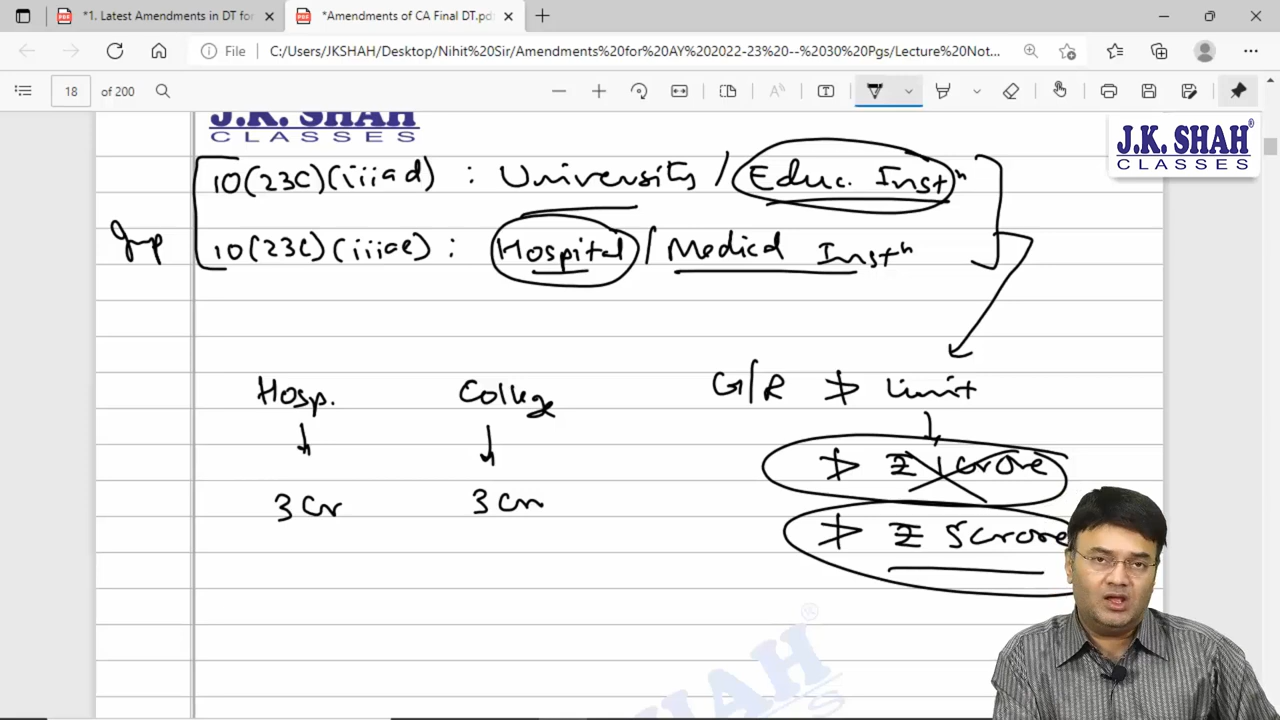 *1. Latest Amendments in DT for
*Amendments of CA Final DT.pdf
File C:/Users/JKSHAH/Desktop/Nihit%20Sir/Amendments%20for%20AY%202022-23%20--%2030%20Pgs/Lecture%20Not...
18 of 200
J.K. SHAH
CLASSES
J.K. SHAH®
CLASSES
10(23C)(iiiad) : University / Educ. Instn
Imp
10(23C)(iiiae) : Hospital / Medical Instn
Hosp. College G/R ≯ Limit
≯ ₹ 1 crore
3 Cr 3 Cr
≯ ₹ 5 crore
AH